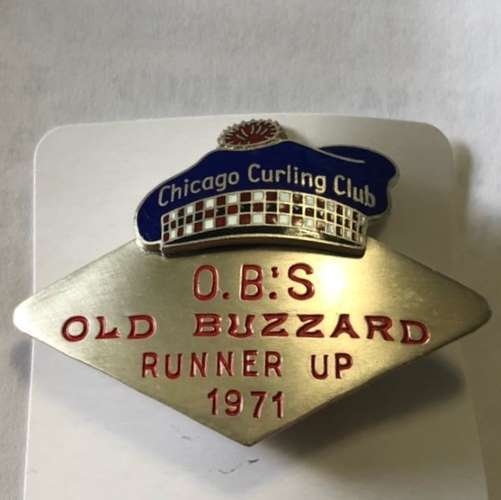 Chicago Curling Club
O.B.'S
OLD BUZZARD
RUNNER UP
1971